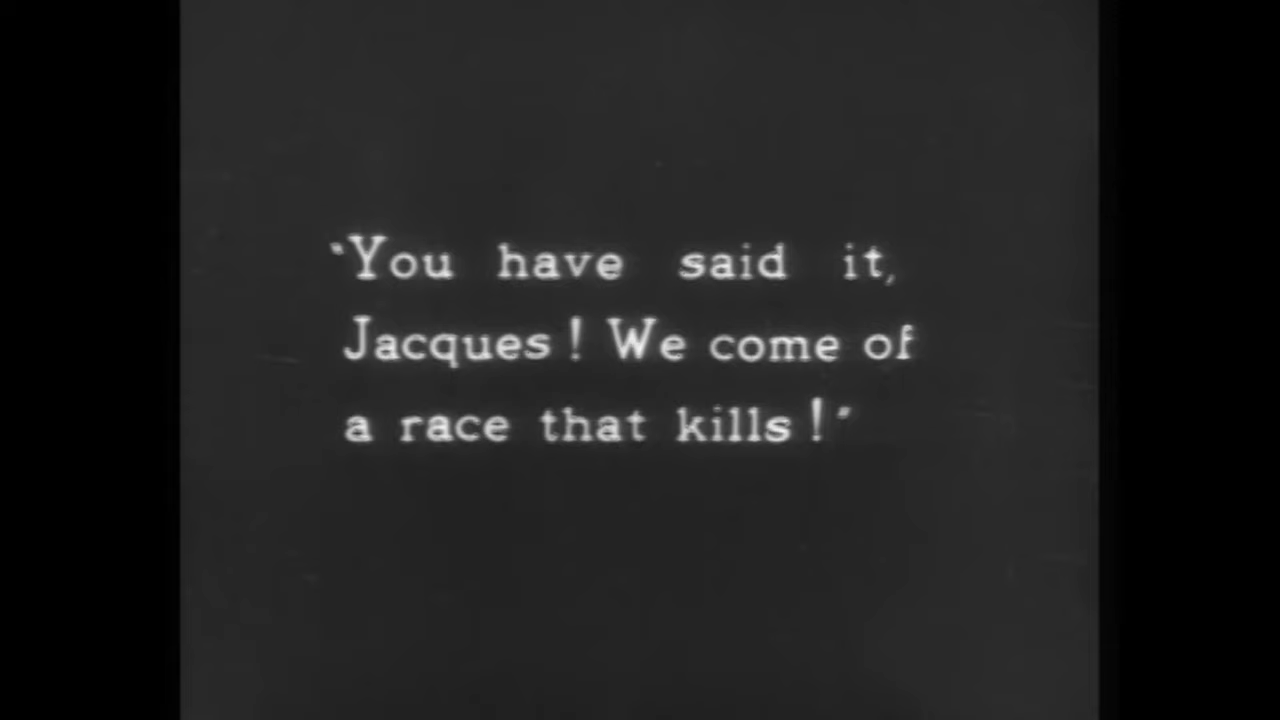 "You have said it,
Jacques! We come of
a race that kills!"